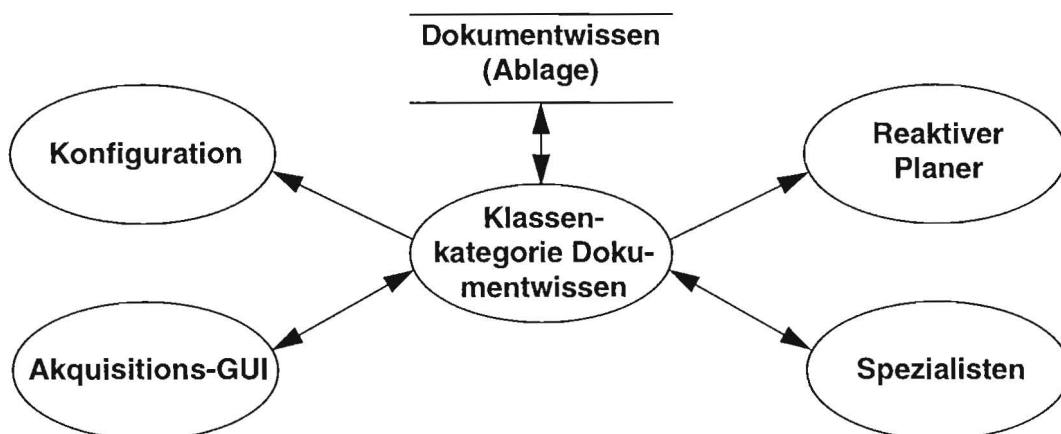 Dokumentwissen
(Ablage)
Konfiguration
Reaktiver
Planer
Klassen-
kategorie Doku-
mentwissen
Akquisitions-GUI
Spezialisten